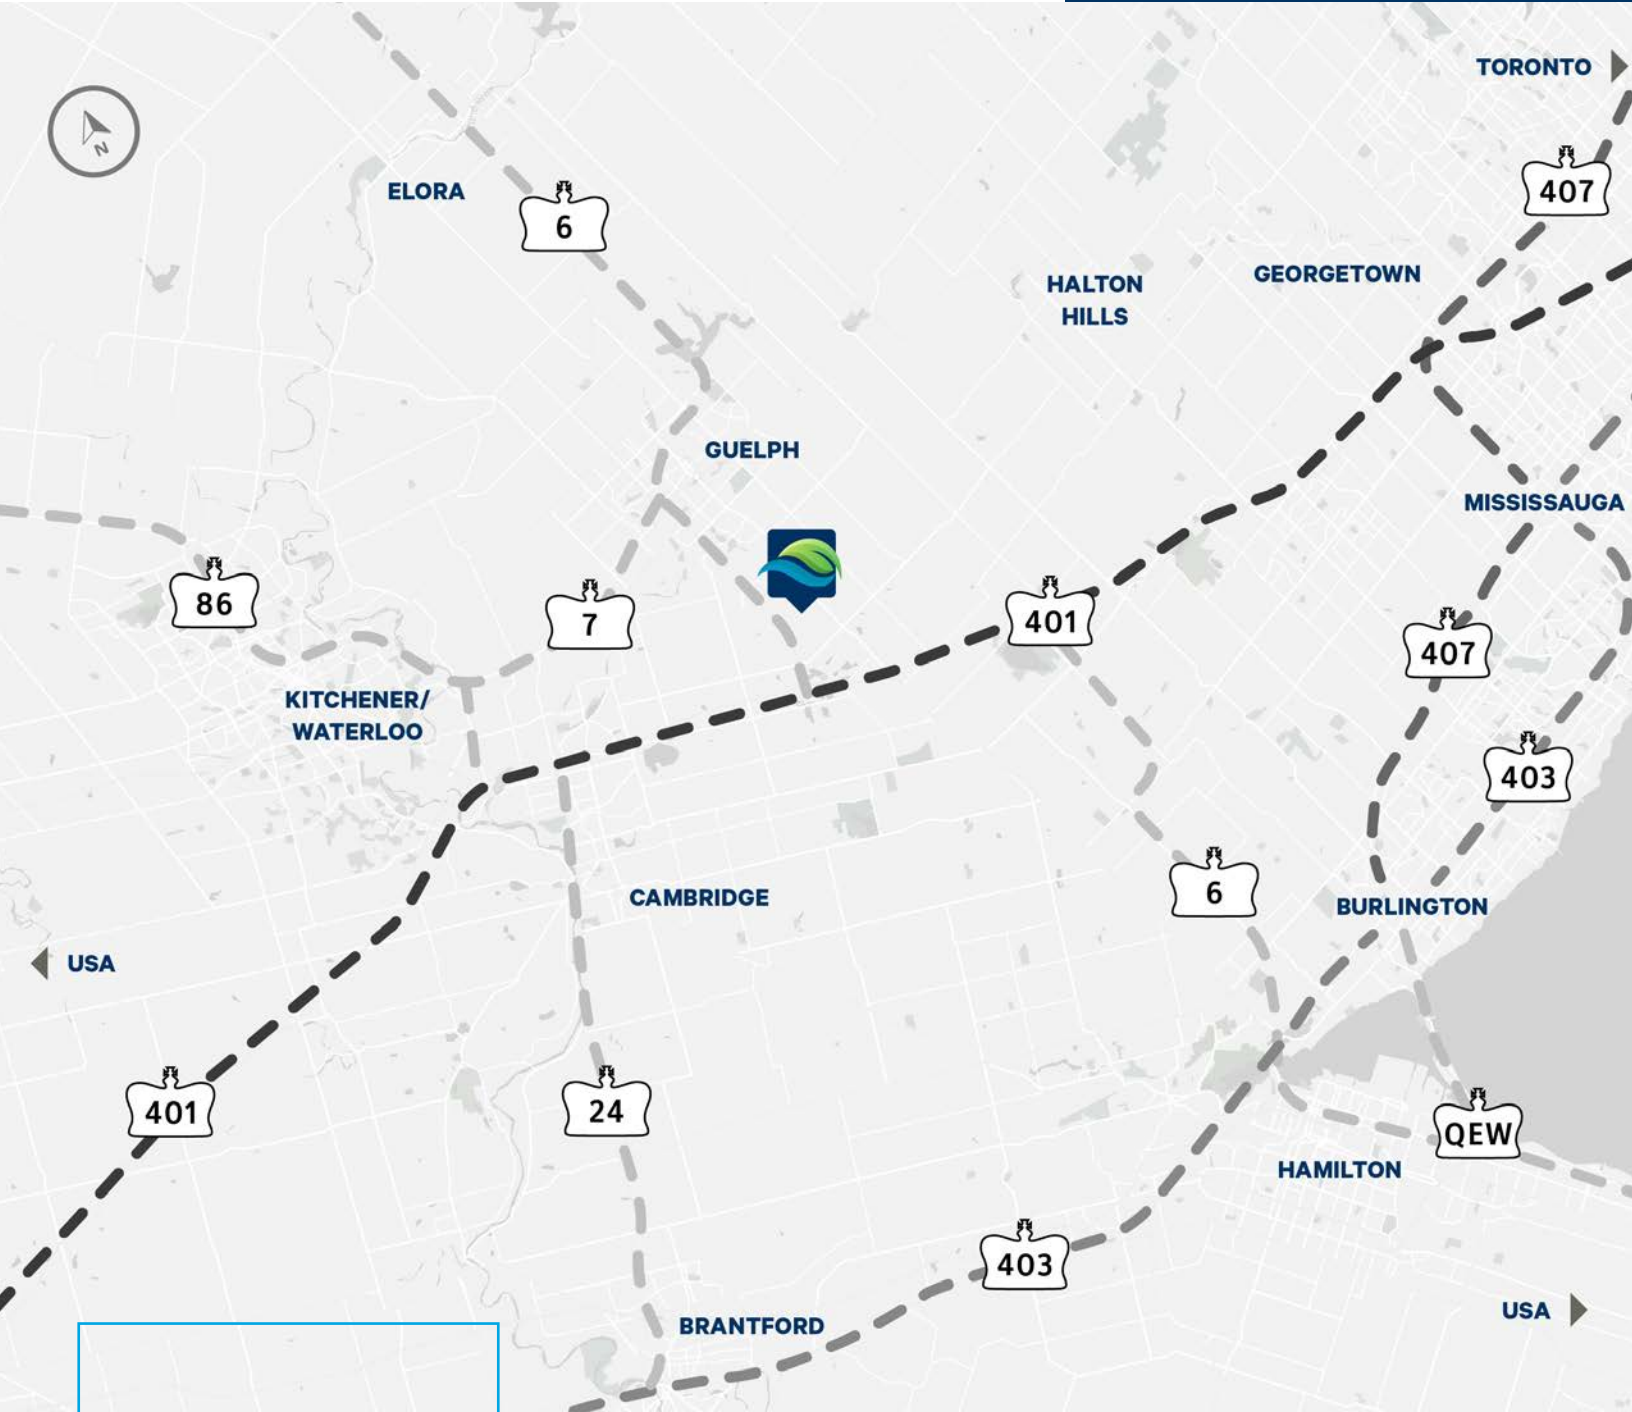 TORONTO
407
N
ELORA
6
GEORGETOWN
HALTON
HILLS
GUELPH
MISSISSAUGA
86
7
401
407
KITCHENER/
WATERLOO
403
6
CAMBRIDGE
BURLINGTON
USA
401
24
QEW
HAMILTON
403
USA
BRANTFORD